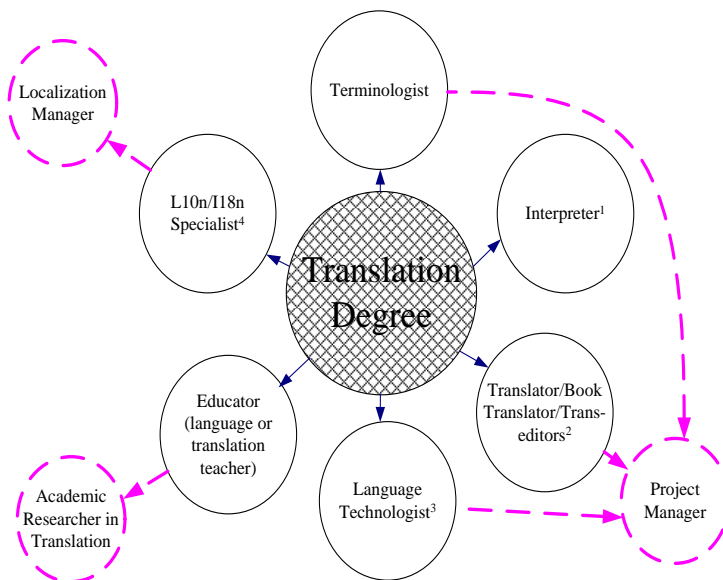 Localization
Manager
Terminologist
L10n/I18n
Specialist⁴
Interpreter¹
Translation
Degree
Educator
(language or
translation
teacher)
Translator/Book
Translator/Trans-
editors²
Language
Technologist³
Academic
Researcher in
Translation
Project
Manager